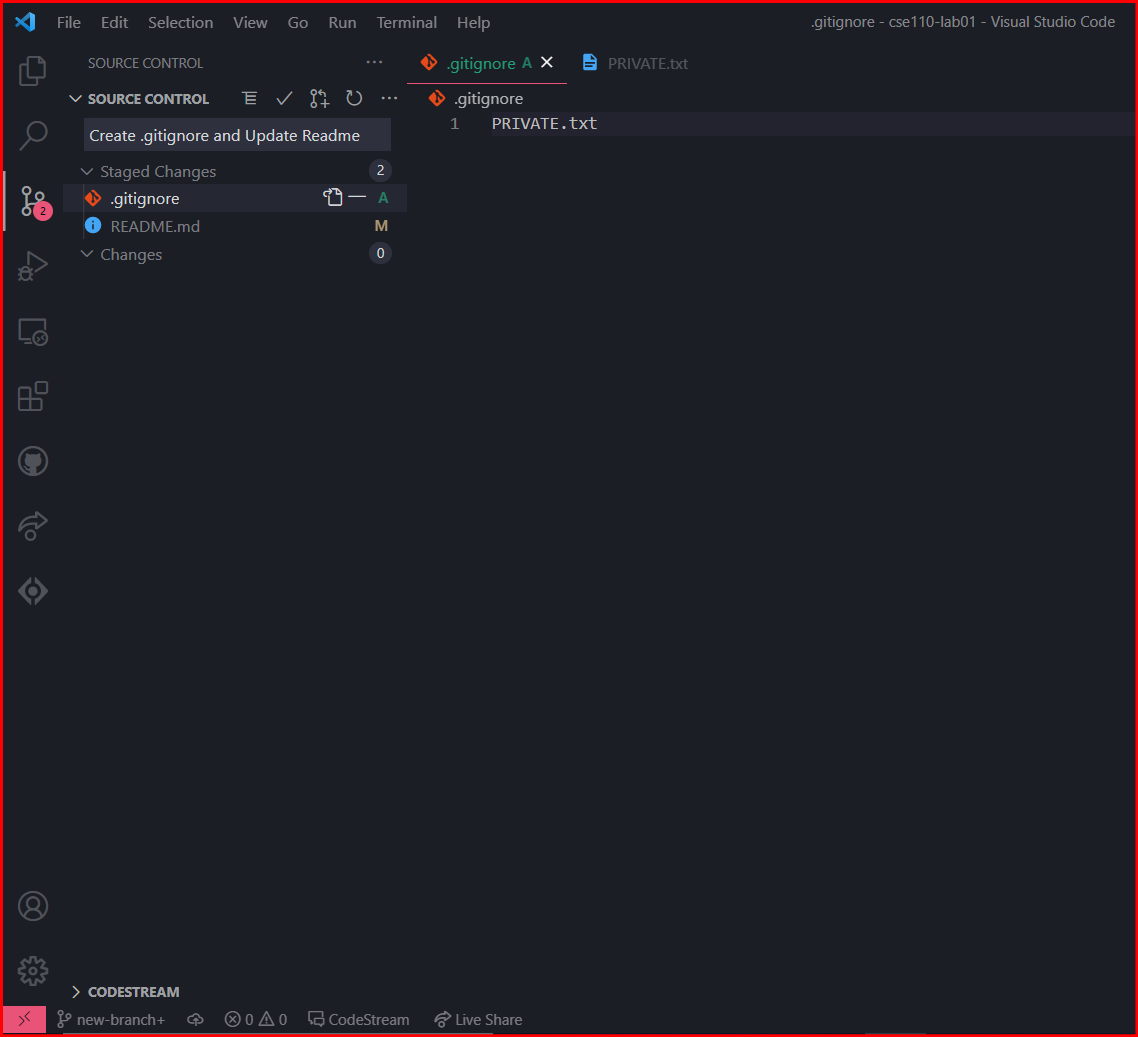 File Edit Selection View Go Run Terminal Help .gitignore - cse110-lab01 - Visual Studio Code
SOURCE CONTROL
.gitignore A
PRIVATE.txt
SOURCE CONTROL
.gitignore
Create .gitignore and Update Readme
1 PRIVATE.txt
Staged Changes 2
.gitignore A
2
README.md M
Changes 0
CODESTREAM
new-branch+ 0 0 CodeStream Live Share